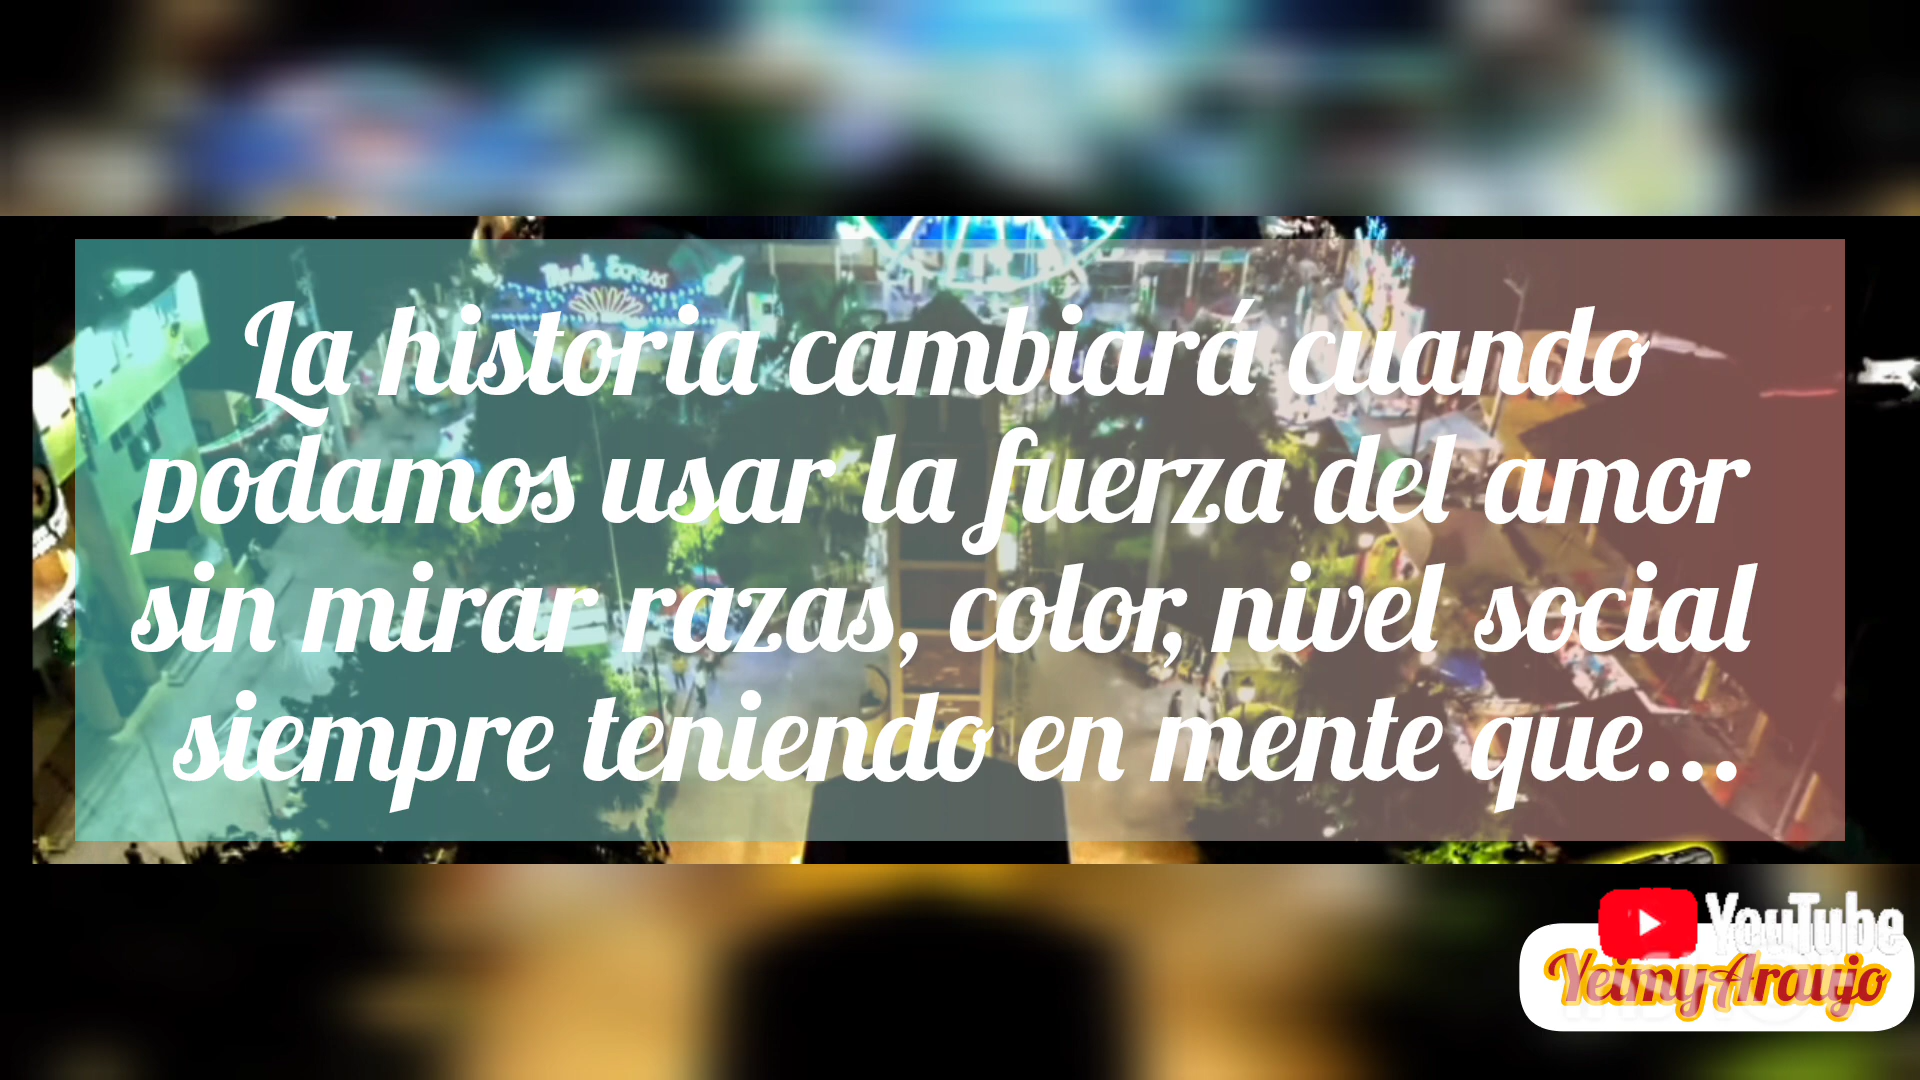 La historia cambiará cuando
podamos usar la fuerza del amor
sin mirar razas, color, nivel social
siempre teniendo en mente que...
YouTube
YeimyAraujo